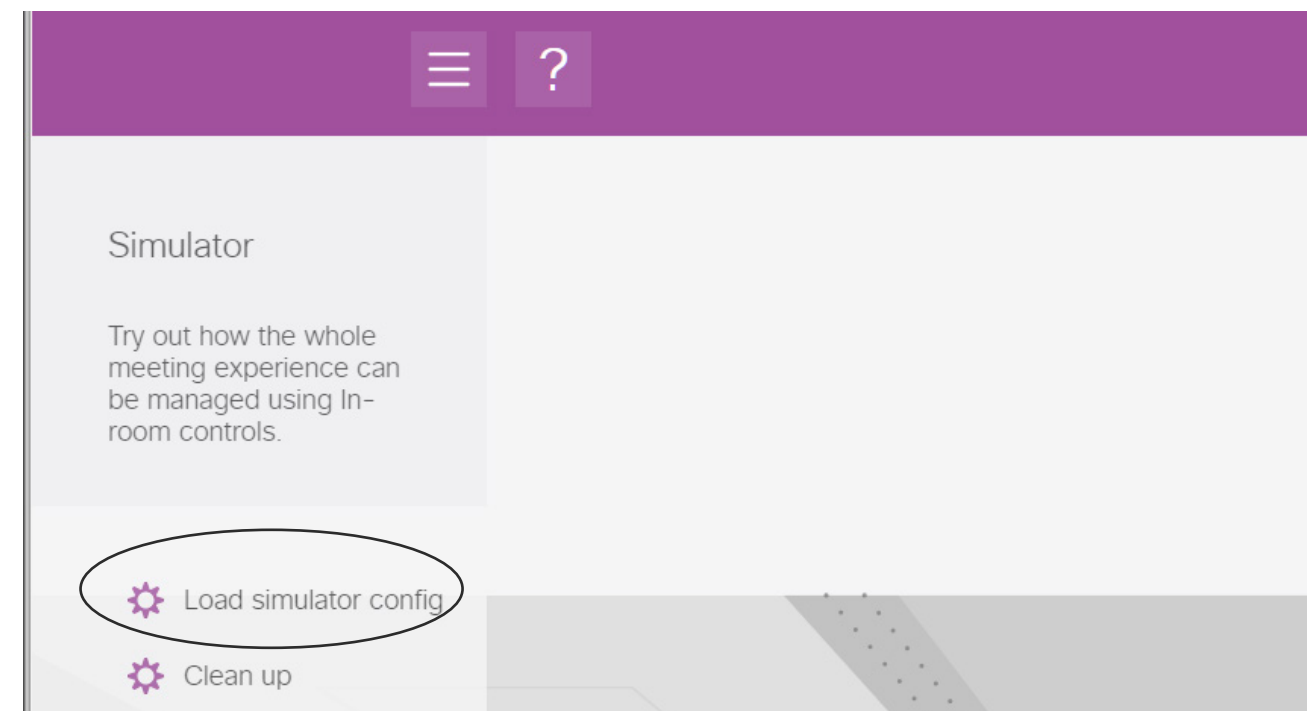 ?
Simulator
Try out how the whole
meeting experience can
be managed using In-
room controls.
Load simulator config
Clean up